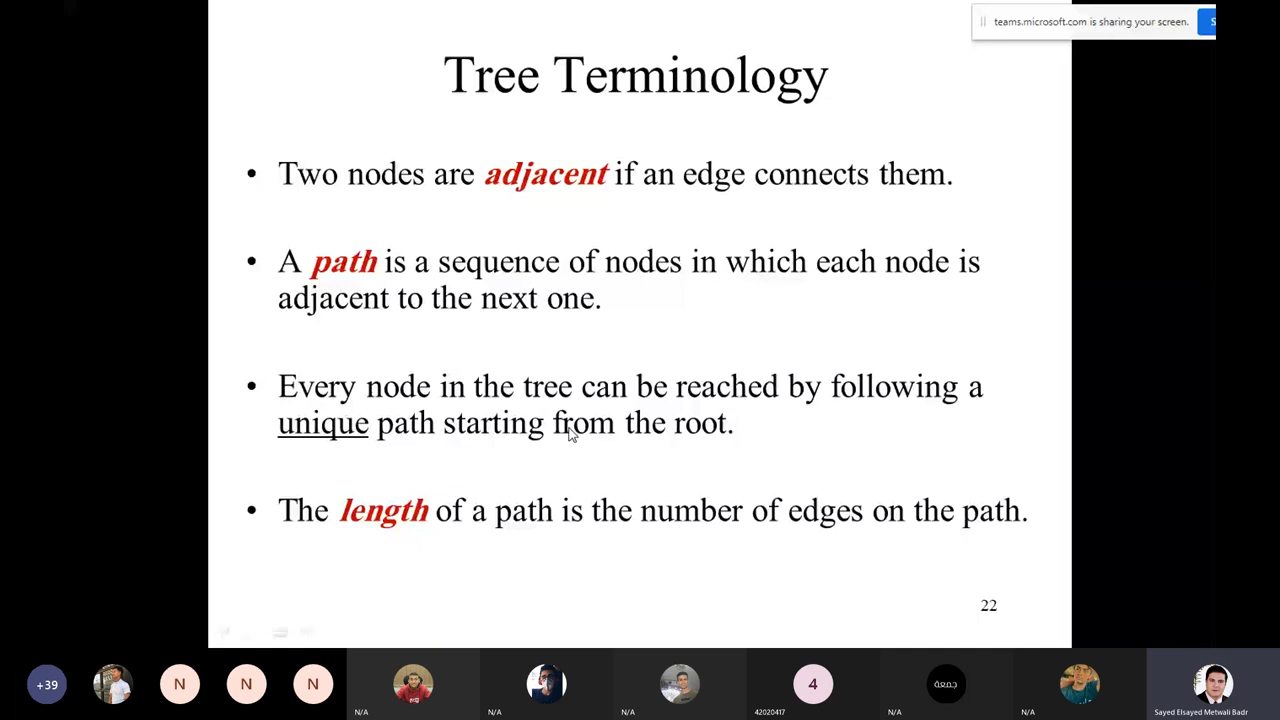 teams.microsoft.com is sharing your screen.
S
Tree Terminology
• Two nodes are adjacent if an edge connects them.
• A path is a sequence of nodes in which each node is
adjacent to the next one.
• Every node in the tree can be reached by following a
unique path starting from the root.
• The length of a path is the number of edges on the path.
22
+39
N
N
N
4
جمعة
N/A
N/A
N/A
42020417
N/A
N/A
Sayed Elsayed Metwali Badr